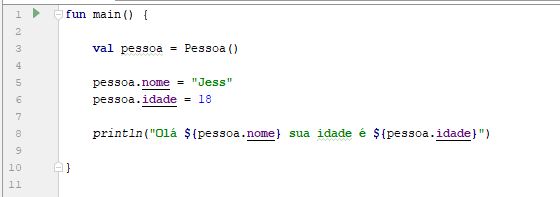 1 fun main() {
2
3 val pessoa = Pessoa()
4
5 pessoa.nome = "Jess"
6 pessoa.idade = 18
7
8 println("Olá ${pessoa.nome} sua idade é ${pessoa.idade}")
9
10 }
11